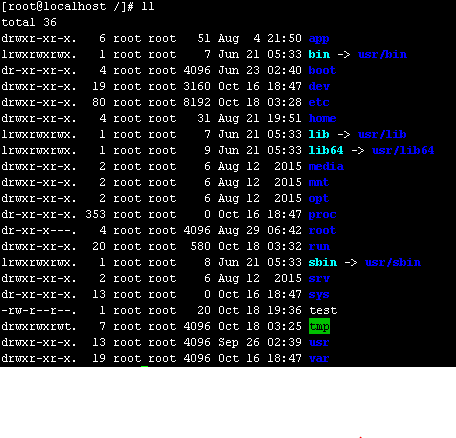 [root@localhost /]# ll
total 36
drwxr-xr-x.   6 root root   51 Aug  4 21:50 app
lrwxrwxrwx.   1 root root    7 Jun 21 05:33 bin -> usr/bin
dr-xr-xr-x.   4 root root 4096 Jun 23 02:40 boot
drwxr-xr-x.  19 root root 3160 Oct 16 18:47 dev
drwxr-xr-x.  80 root root 8192 Oct 18 03:28 etc
drwxr-xr-x.   4 root root   31 Aug 21 19:51 home
lrwxrwxrwx.   1 root root    7 Jun 21 05:33 lib -> usr/lib
lrwxrwxrwx.   1 root root    9 Jun 21 05:33 lib64 -> usr/lib64
drwxr-xr-x.   2 root root    6 Aug 12  2015 media
drwxr-xr-x.   2 root root    6 Aug 12  2015 mnt
drwxr-xr-x.   2 root root    6 Aug 12  2015 opt
dr-xr-xr-x. 353 root root    0 Oct 16 18:47 proc
dr-xr-x---.   4 root root 4096 Aug 29 06:42 root
drwxr-xr-x.  20 root root  580 Oct 18 03:32 run
lrwxrwxrwx.   1 root root    8 Jun 21 05:33 sbin -> usr/sbin
drwxr-xr-x.   2 root root    6 Aug 12  2015 srv
dr-xr-xr-x.  13 root root    0 Oct 16 18:47 sys
-rw-r--r--.   1 root root   20 Oct 18 19:36 test
drwxrwxrwt.   7 root root 4096 Oct 18 03:25 tmp
drwxr-xr-x.  13 root root 4096 Sep 26 02:39 usr
drwxr-xr-x.  19 root root 4096 Oct 16 18:47 var